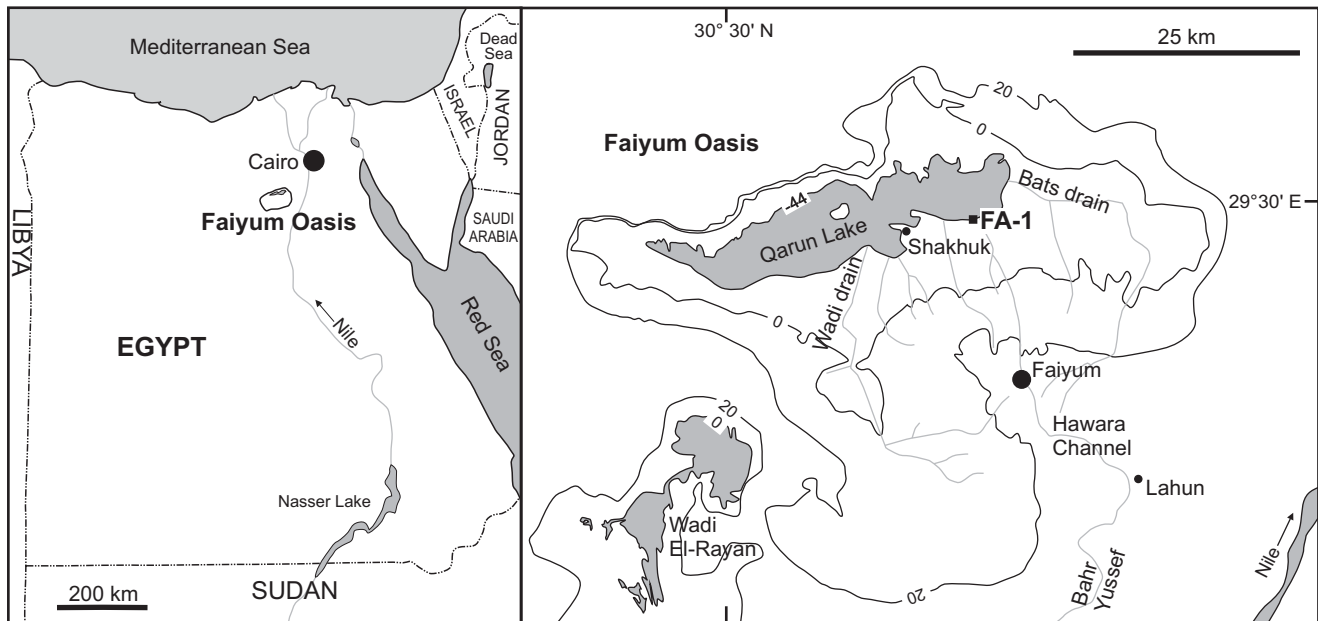 Mediterranean Sea
Dead
Sea
ISRAEL
JORDAN
Cairo
Faiyum Oasis
SAUDI
ARABIA
LIBYA
Red Sea
Nile
EGYPT
Nasser Lake
200 km
SUDAN
30° 30' N
25 km
20
0
Faiyum Oasis
-44
Bats drain
29°30' E
FA-1
Qarun Lake
Shakhuk
Wadi drain
0
Faiyum
20
0
Hawara
Channel
Lahun
Wadi
El-Rayan
Bahr
Yussef
Nile
20